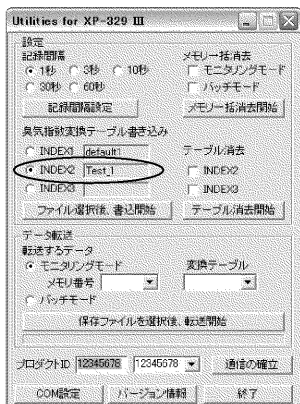 Utilities for XP-329 Ⅲ
設定
記録間隔
1秒 3秒 10秒
30秒 60秒
記録間隔設定
メモリー括消去
モニタリングモード
バッチモード
メモリー括消去開始
臭気指数変換テーブル書き込み
INDEX1 default1
INDEX2 Test_1
INDEX3
ファイル選択後、書込開始
テーブル消去
INDEX2
INDEX3
テーブル消去開始
データ転送
転送するデータ
モニタリングモード
メモリ番号
バッチモード
変換テーブル
保存ファイルを選択後、転送開始
プロダクトID 12345678 12345678 通信の確立
COM設定 バージョン情報 終了